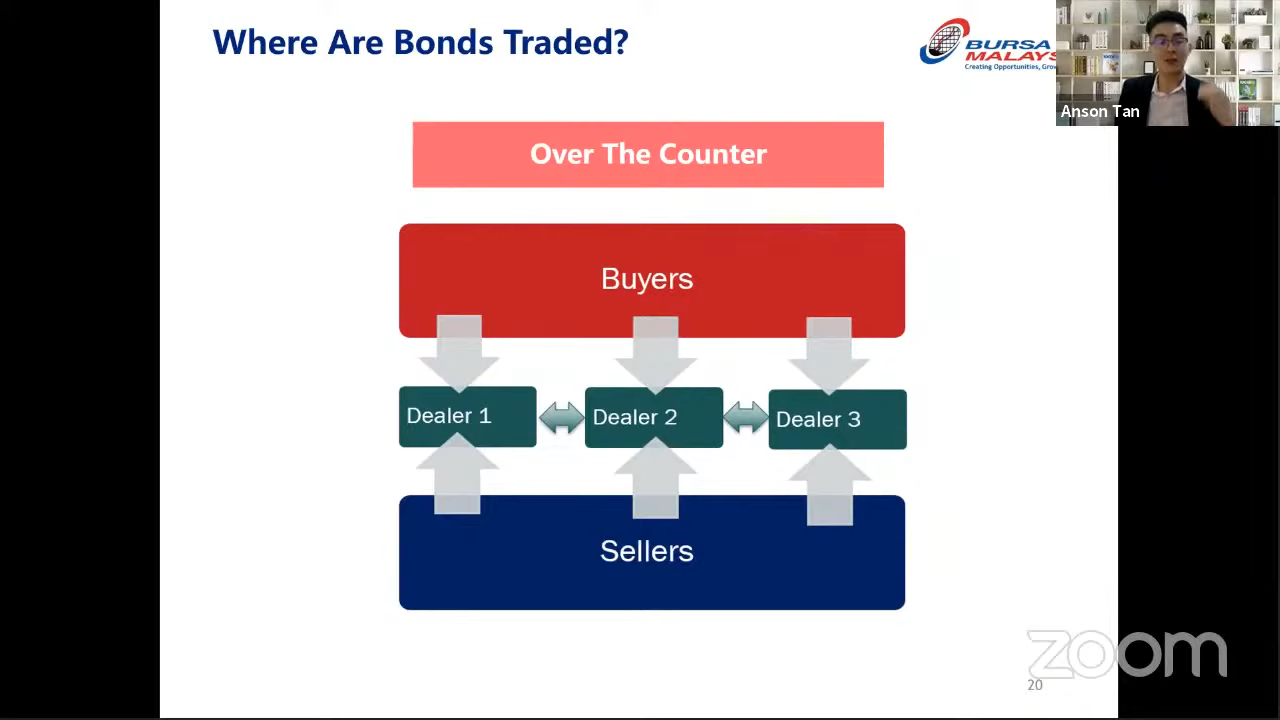 Where Are Bonds Traded?
BURSA
MALAYS
Creating Opportunities, Grow
Anson Tan
Over The Counter
Buyers
Dealer 1
Dealer 2
Dealer 3
Sellers
zoom
20